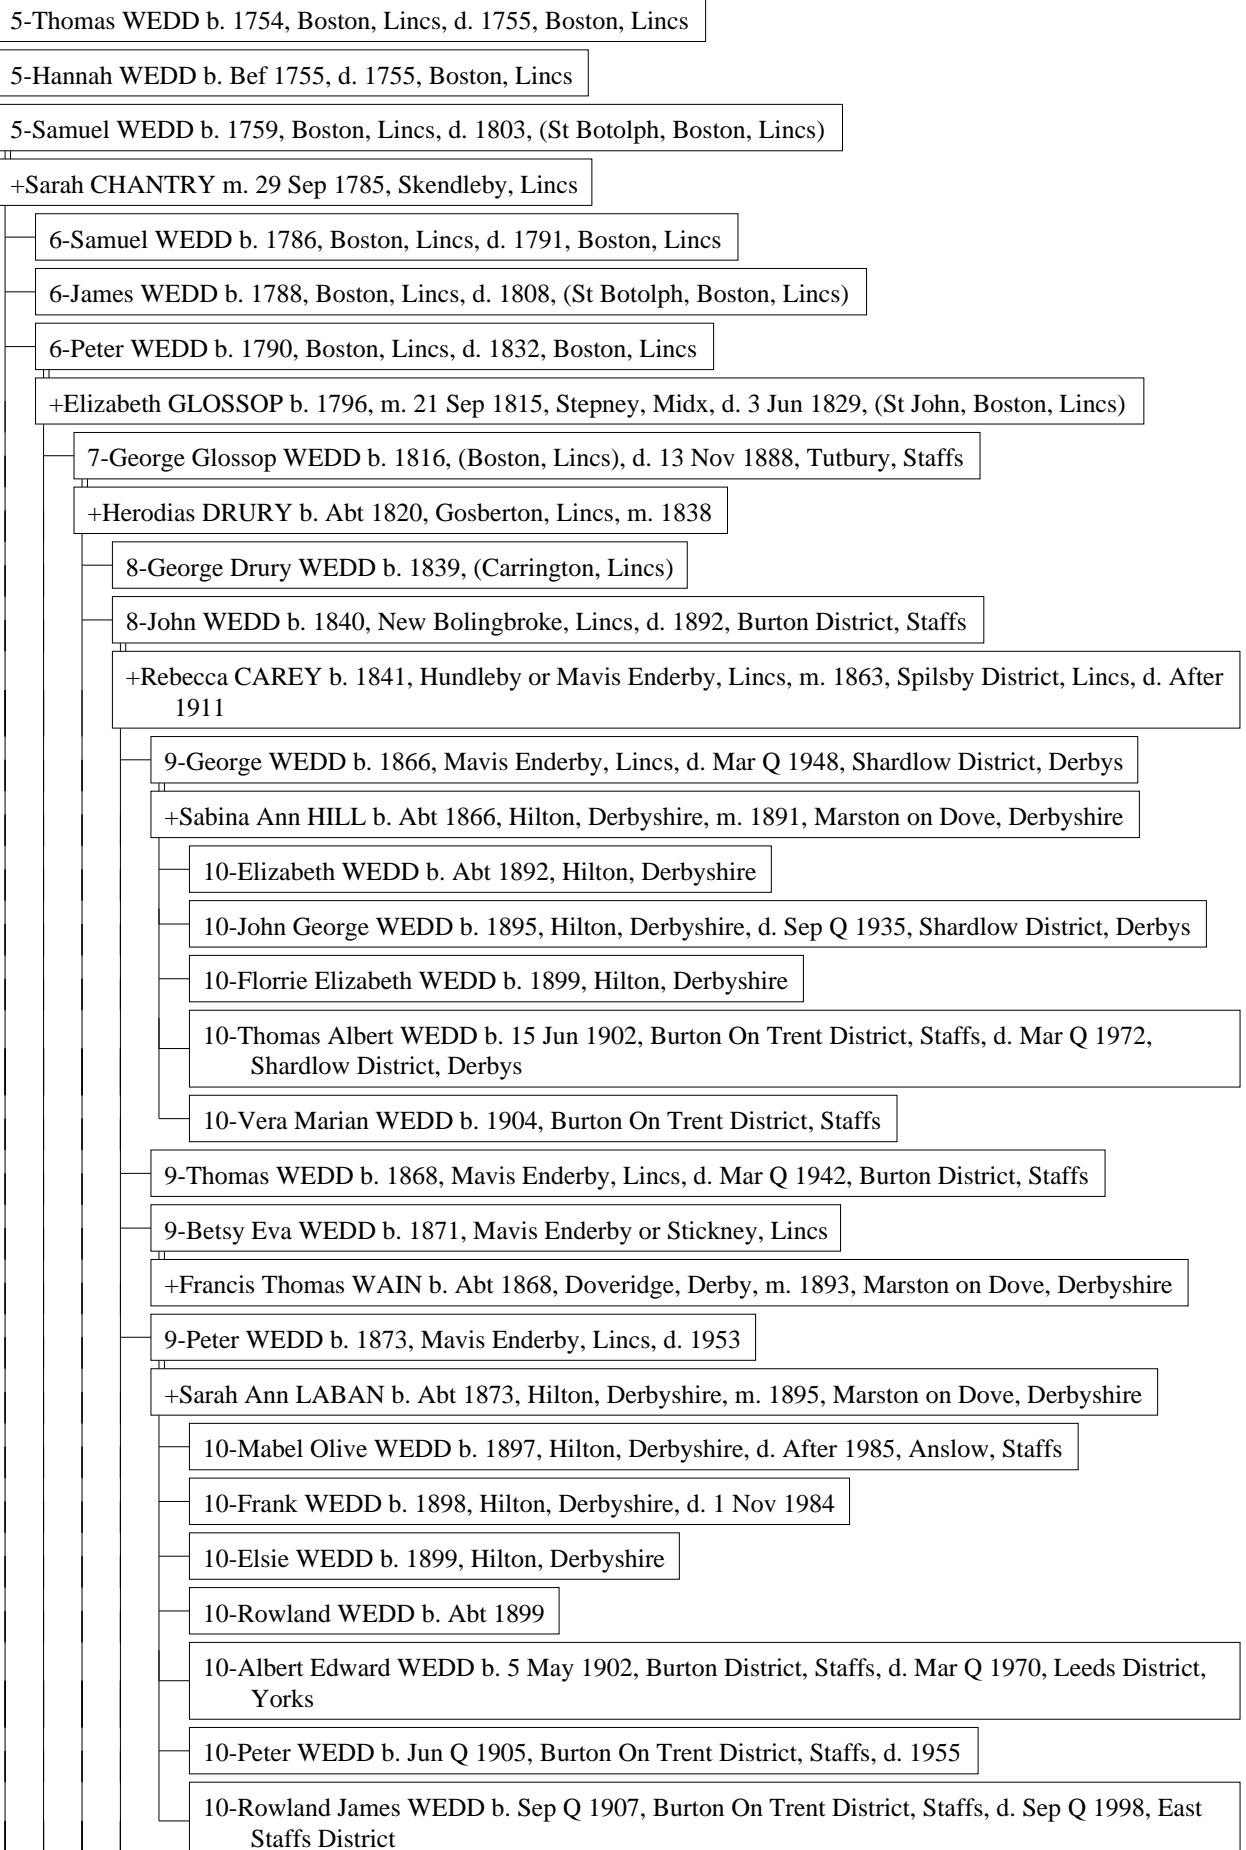 5-Thomas WEDD b. 1754, Boston, Lincs, d. 1755, Boston, Lincs
5-Hannah WEDD b. Bef 1755, d. 1755, Boston, Lincs
5-Samuel WEDD b. 1759, Boston, Lincs, d. 1803, (St Botolph, Boston, Lincs)
+Sarah CHANTRY m. 29 Sep 1785, Skendleby, Lincs
6-Samuel WEDD b. 1786, Boston, Lincs, d. 1791, Boston, Lincs
6-James WEDD b. 1788, Boston, Lincs, d. 1808, (St Botolph, Boston, Lincs)
6-Peter WEDD b. 1790, Boston, Lincs, d. 1832, Boston, Lincs
+Elizabeth GLOSSOP b. 1796, m. 21 Sep 1815, Stepney, Midx, d. 3 Jun 1829, (St John, Boston, Lincs)
7-George Glossop WEDD b. 1816, (Boston, Lincs), d. 13 Nov 1888, Tutbury, Staffs
+Herodias DRURY b. Abt 1820, Gosberton, Lincs, m. 1838
8-George Drury WEDD b. 1839, (Carrington, Lincs)
8-John WEDD b. 1840, New Bolingbroke, Lincs, d. 1892, Burton District, Staffs
+Rebecca CAREY b. 1841, Hundleby or Mavis Enderby, Lincs, m. 1863, Spilsby District, Lincs, d. After
1911
9-George WEDD b. 1866, Mavis Enderby, Lincs, d. Mar Q 1948, Shardlow District, Derbys
+Sabina Ann HILL b. Abt 1866, Hilton, Derbyshire, m. 1891, Marston on Dove, Derbyshire
10-Elizabeth WEDD b. Abt 1892, Hilton, Derbyshire
10-John George WEDD b. 1895, Hilton, Derbyshire, d. Sep Q 1935, Shardlow District, Derbys
10-Florrie Elizabeth WEDD b. 1899, Hilton, Derbyshire
10-Thomas Albert WEDD b. 15 Jun 1902, Burton On Trent District, Staffs, d. Mar Q 1972,
Shardlow District, Derbys
10-Vera Marian WEDD b. 1904, Burton On Trent District, Staffs
9-Thomas WEDD b. 1868, Mavis Enderby, Lincs, d. Mar Q 1942, Burton District, Staffs
9-Betsy Eva WEDD b. 1871, Mavis Enderby or Stickney, Lincs
+Francis Thomas WAIN b. Abt 1868, Doveridge, Derby, m. 1893, Marston on Dove, Derbyshire
9-Peter WEDD b. 1873, Mavis Enderby, Lincs, d. 1953
+Sarah Ann LABAN b. Abt 1873, Hilton, Derbyshire, m. 1895, Marston on Dove, Derbyshire
10-Mabel Olive WEDD b. 1897, Hilton, Derbyshire, d. After 1985, Anslow, Staffs
10-Frank WEDD b. 1898, Hilton, Derbyshire, d. 1 Nov 1984
10-Elsie WEDD b. 1899, Hilton, Derbyshire
10-Rowland WEDD b. Abt 1899
10-Albert Edward WEDD b. 5 May 1902, Burton District, Staffs, d. Mar Q 1970, Leeds District,
Yorks
10-Peter WEDD b. Jun Q 1905, Burton On Trent District, Staffs, d. 1955
10-Rowland James WEDD b. Sep Q 1907, Burton On Trent District, Staffs, d. Sep Q 1998, East
Staffs District